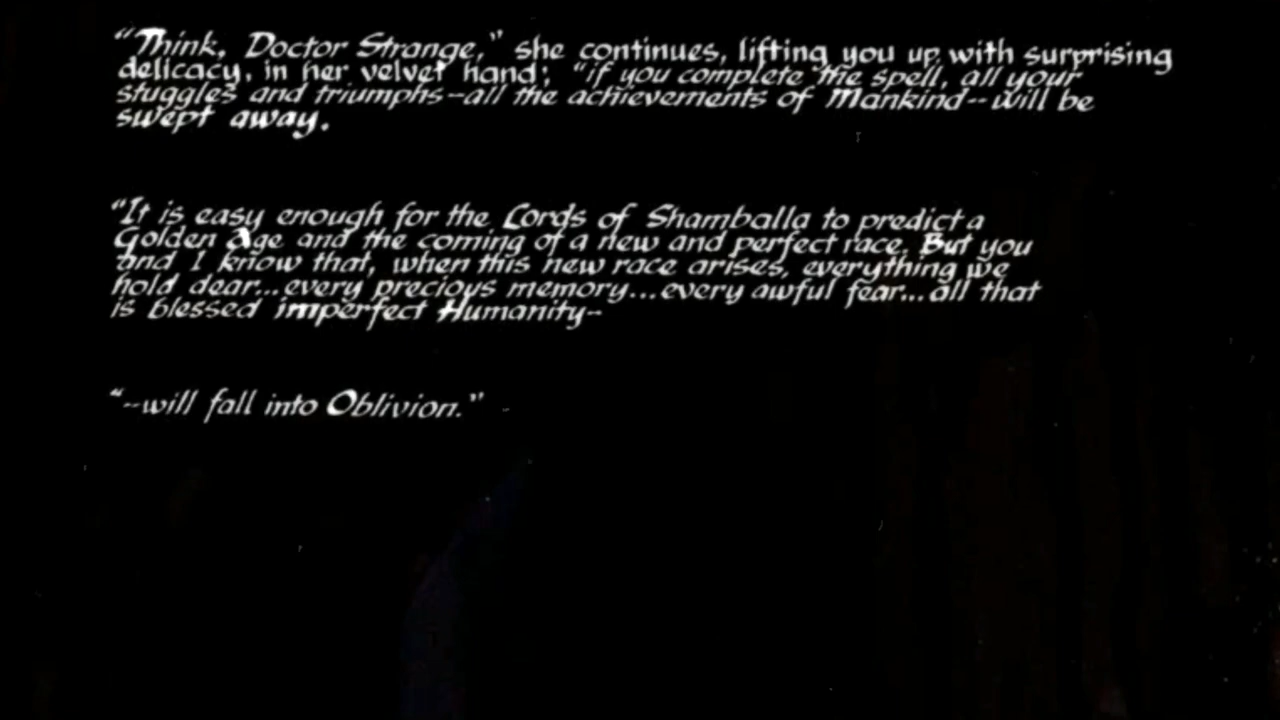 "Think, Doctor Strange," she continues, lifting you up with surprising
delicacy, in her velvet hand; "if you complete the spell, all your
stuggles and triumphs--all the achievements of Mankind--will be
swept away.
"It is easy enough for the Lords of Shamballa to predict a
Golden Age and the coming of a new and perfect race. But you
and I know that, when this new race arises, everything we
hold dear...every precious memory...every awful fear...all that
is blessed imperfect Humanity--
"--will fall into Oblivion."